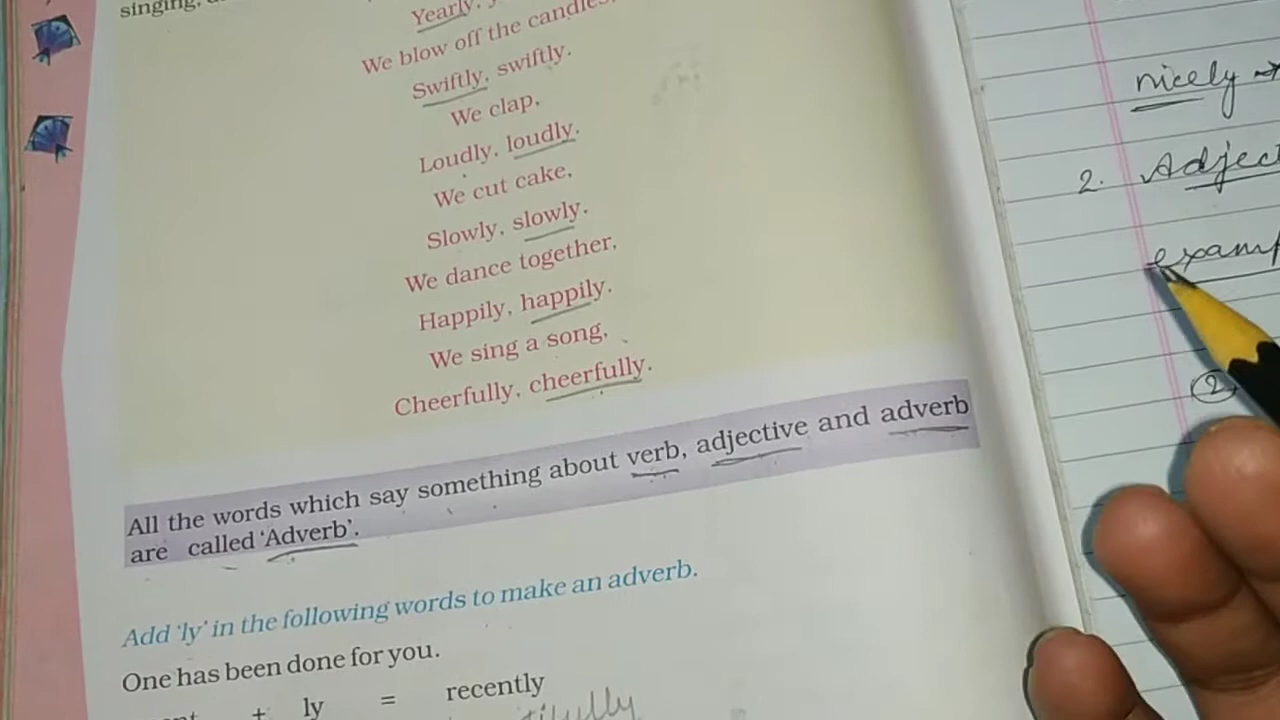 singing,
Yearly,
We blow off the candles,
Swiftly, swiftly.
We clap,
Loudly, loudly.
We cut cake,
Slowly, slowly.
We dance together,
Happily, happily.
We sing a song,
Cheerfully, cheerfully.
All the words which say something about verb, adjective and adverb
are called 'Adverb'.
Add 'ly' in the following words to make an adverb.
One has been done for you.
+ ly = recently
nicely →
2. Adject
examp
2